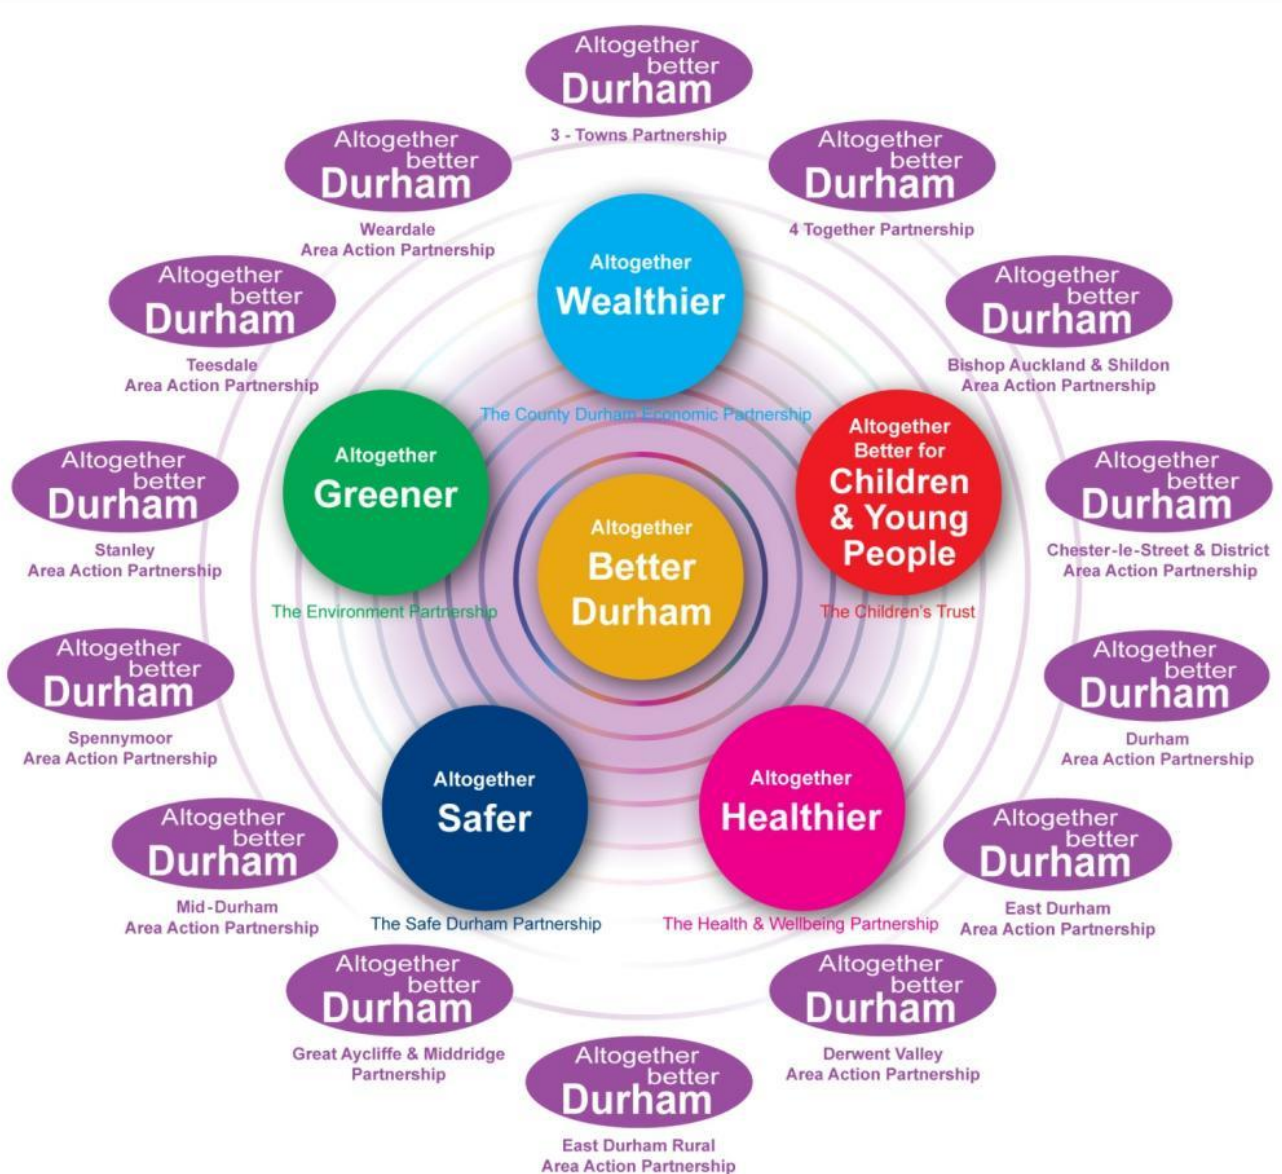 Altogether
better
Durham
3 - Towns Partnership
Altogether
better
Durham
4 Together Partnership
Altogether
better
Durham
Bishop Auckland & Shildon
Area Action Partnership
Altogether
better
Durham
Chester-le-Street & District
Area Action Partnership
Altogether
better
Durham
Durham
Area Action Partnership
Altogether
better
Durham
East Durham
Area Action Partnership
Altogether
better
Durham
Derwent Valley
Area Action Partnership
Altogether
better
Durham
East Durham Rural
Area Action Partnership
Altogether
better
Durham
Great Aycliffe & Middridge
Partnership
Altogether
better
Durham
Mid-Durham
Area Action Partnership
Altogether
better
Durham
Spennymoor
Area Action Partnership
Altogether
better
Durham
Stanley
Area Action Partnership
Altogether
better
Durham
Teesdale
Area Action Partnership
Altogether
better
Durham
Weardale
Area Action Partnership
Altogether
Wealthier
The County Durham Economic Partnership
Altogether
Better for
Children
& Young
People
The Children's Trust
Altogether
Healthier
The Health & Wellbeing Partnership
Altogether
Safer
The Safe Durham Partnership
Altogether
Greener
The Environment Partnership
Altogether
Better
Durham